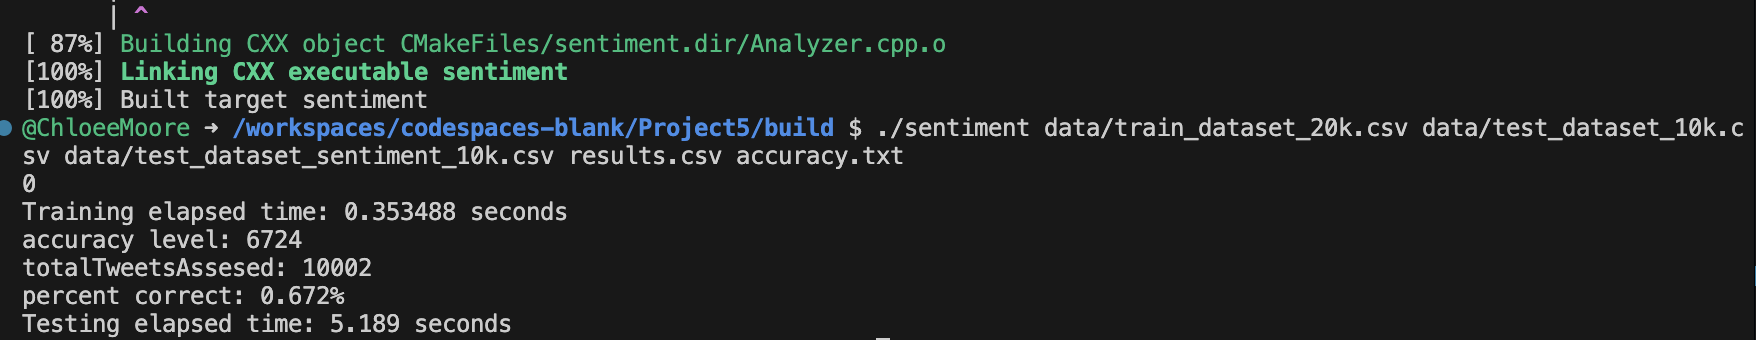 | ^
[ 87%] Building CXX object CMakeFiles/sentiment.dir/Analyzer.cpp.o
[100%] Linking CXX executable sentiment
[100%] Built target sentiment
@ChloeeMoore ➜ /workspaces/codespaces-blank/Project5/build $ ./sentiment data/train_dataset_20k.csv data/test_dataset_10k.c
sv data/test_dataset_sentiment_10k.csv results.csv accuracy.txt
0
Training elapsed time: 0.353488 seconds
accuracy level: 6724
totalTweetsAssesed: 10002
percent correct: 0.672%
Testing elapsed time: 5.189 seconds